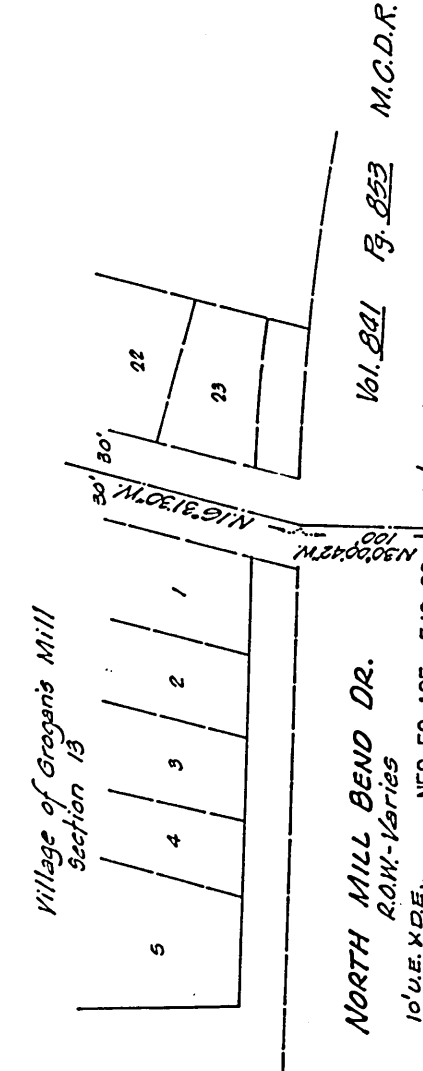 Village of Grogan's Mill
Section 13
5
4
3
2
1
30' 30'
N.16°31'30"W.
22
23
N30°00'42"W.
100'
NORTH MILL BEND DR.
R.O.W.-Varies
Vol. 841 Pg. 853 M.C.D.R.
10' U.E. & D.E.